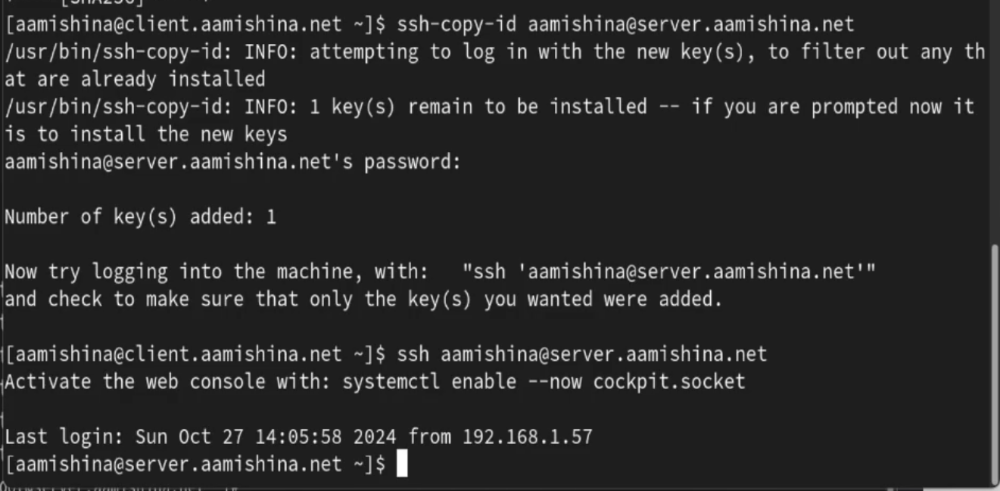 [aamishina@client.aamishina.net ~]$ ssh-copy-id aamishina@server.aamishina.net
/usr/bin/ssh-copy-id: INFO: attempting to log in with the new key(s), to filter out any th
at are already installed
/usr/bin/ssh-copy-id: INFO: 1 key(s) remain to be installed -- if you are prompted now it
is to install the new keys
aamishina@server.aamishina.net's password:
Number of key(s) added: 1
Now try logging into the machine, with:   "ssh 'aamishina@server.aamishina.net'"
and check to make sure that only the key(s) you wanted were added.
[aamishina@client.aamishina.net ~]$ ssh aamishina@server.aamishina.net
Activate the web console with: systemctl enable --now cockpit.socket
Last login: Sun Oct 27 14:05:58 2024 from 192.168.1.57
[aamishina@server.aamishina.net ~]$